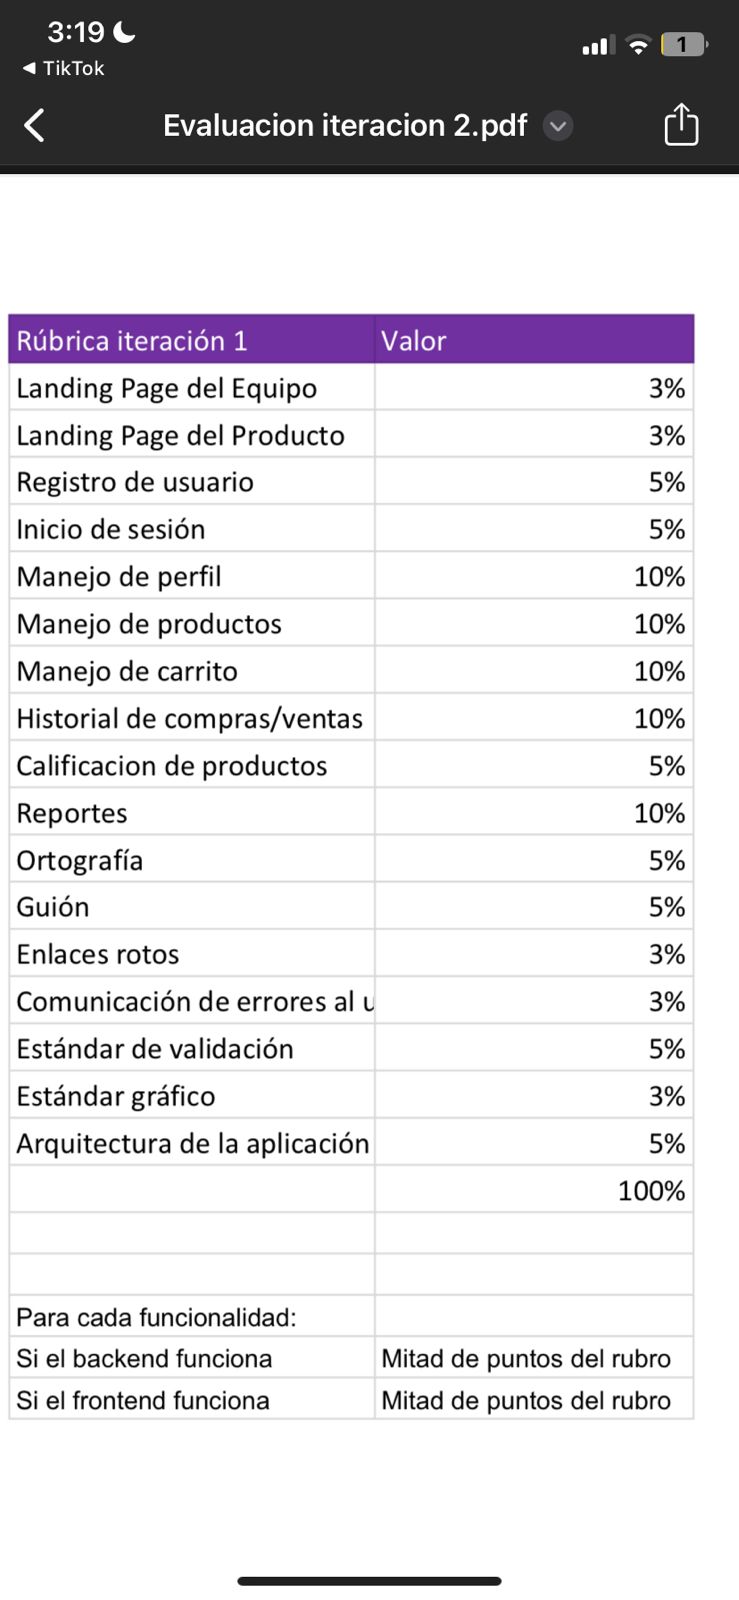 3:19
1
◀ TikTok
Evaluacion iteracion 2.pdf
Rúbrica iteración 1 Valor
Landing Page del Equipo 3%
Landing Page del Producto 3%
Registro de usuario 5%
Inicio de sesión 5%
Manejo de perfil 10%
Manejo de productos 10%
Manejo de carrito 10%
Historial de compras/ventas 10%
Calificacion de productos 5%
Reportes 10%
Ortografía 5%
Guión 5%
Enlaces rotos 3%
Comunicación de errores al u 3%
Estándar de validación 5%
Estándar gráfico 3%
Arquitectura de la aplicación 5%
100%
Para cada funcionalidad:
Si el backend funciona Mitad de puntos del rubro
Si el frontend funciona Mitad de puntos del rubro